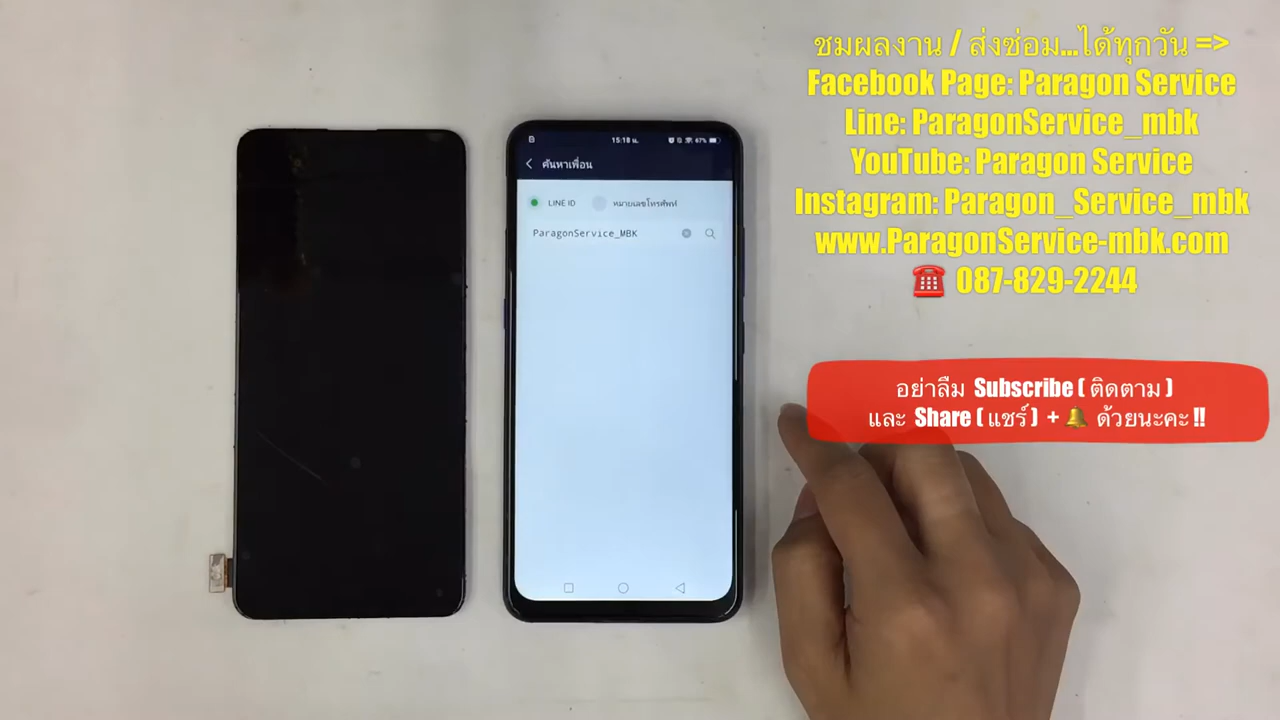 ชมผลงาน / ส่งซ่อม...ได้ทุกวัน =>
Facebook Page: Paragon Service
Line: ParagonService_mbk
YouTube: Paragon Service
Instagram: Paragon_Service_mbk
www.ParagonService-mbk.com
☎️ 087-829-2244
15:18 น.
67%
ค้นหาเพื่อน
LINE ID หมายเลขโทรศัพท์
ParagonService_MBK
อย่าลืม Subscribe ( ติดตาม )
และ Share ( แชร์ ) + 🔔 ด้วยนะคะ !!